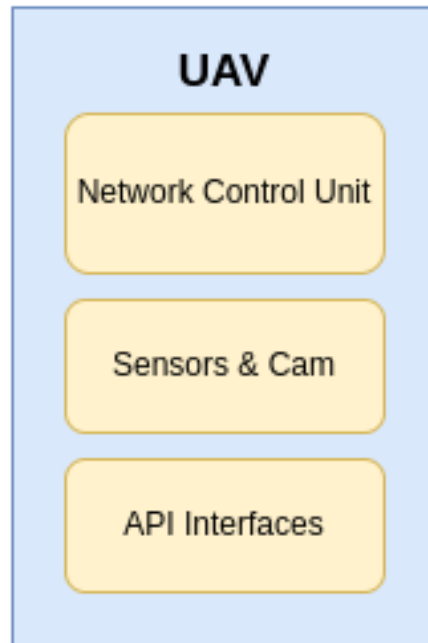 UAV
Network Control Unit
Sensors & Cam
API Interfaces